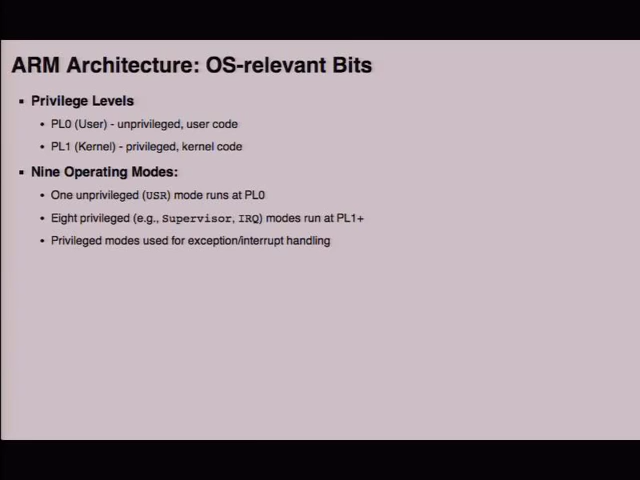 ARM Architecture: OS-relevant Bits
Privilege Levels
PL0 (User) - unprivileged, user code
PL1 (Kernel) - privileged, kernel code
Nine Operating Modes:
One unprivileged (USR) mode runs at PL0
Eight privileged (e.g., Supervisor, IRQ) modes run at PL1+
Privileged modes used for exception/interrupt handling